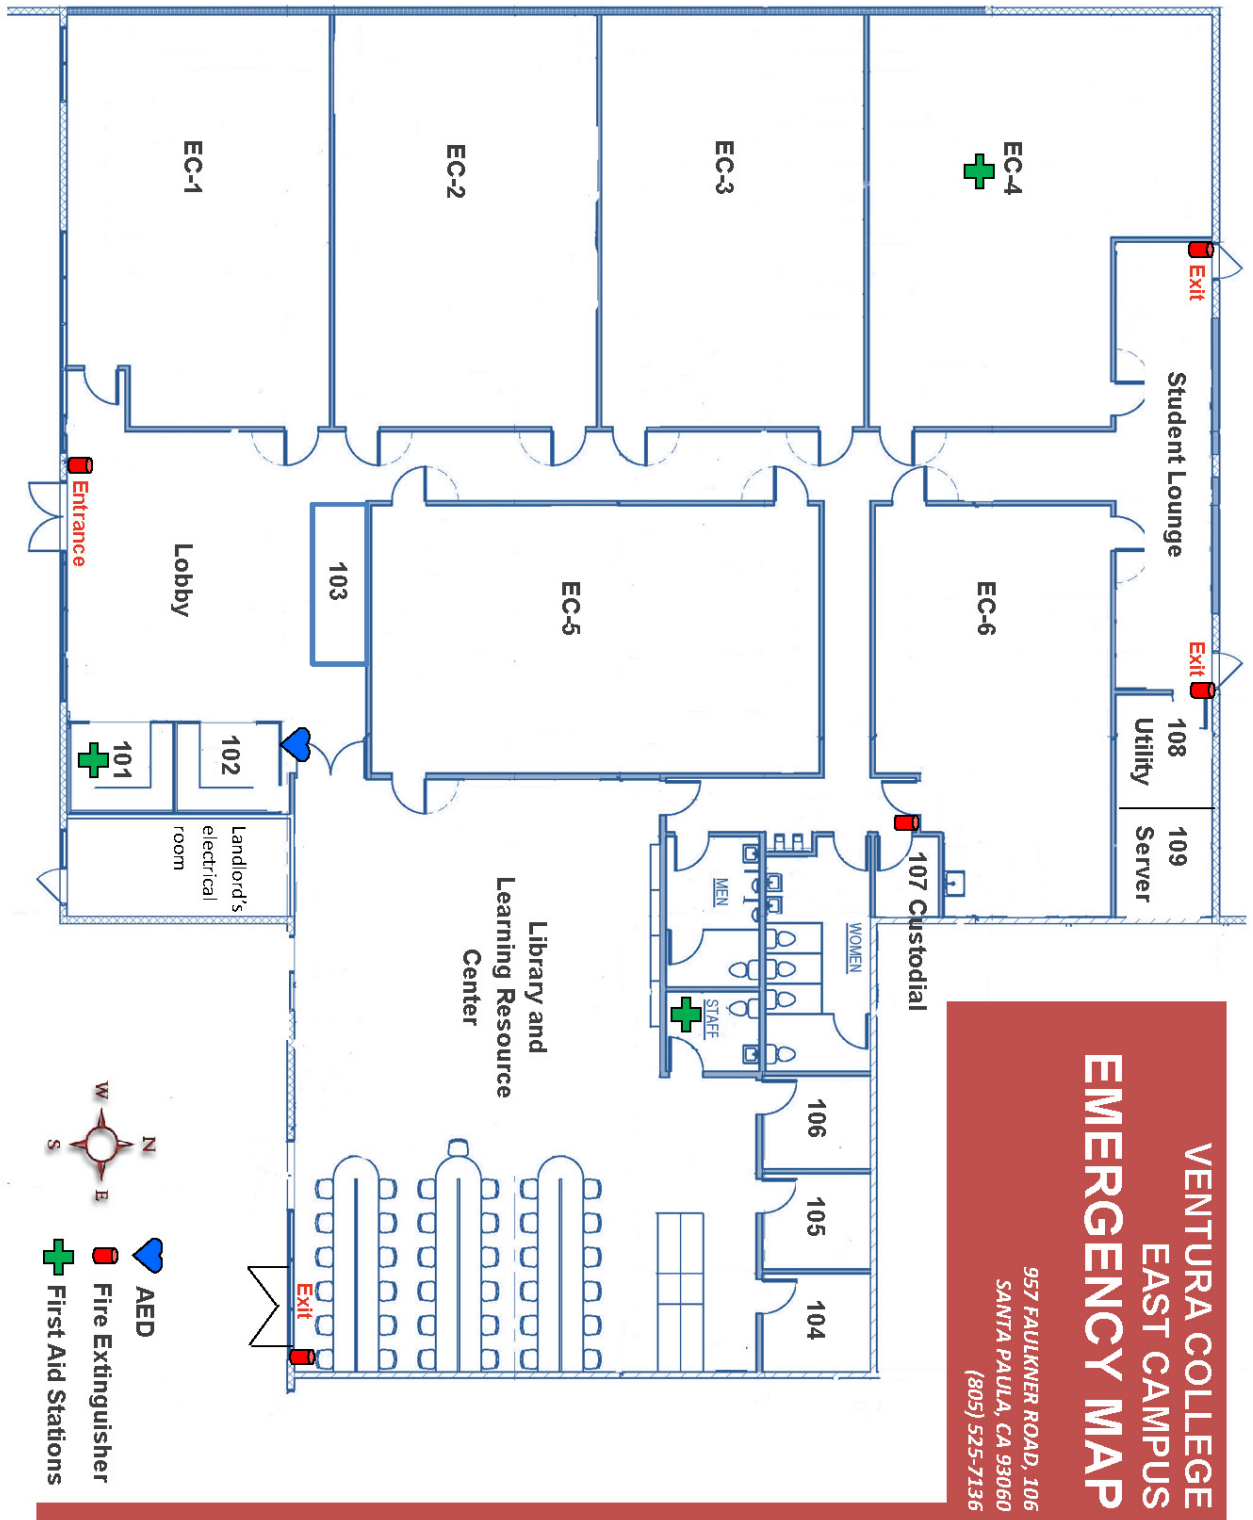 VENTURA COLLEGE
EAST CAMPUS
EMERGENCY MAP
957 FAULKNER ROAD, 106
SANTA PAULA, CA 93060
(805) 525-7136
Exit
Student Lounge
Exit
108
Utility
109
Server
EC-4
EC-6
107 Custodial
EC-3
WOMEN
106
105
104
MEN
STAFF
EC-2
EC-5
Library and
Learning Resource
Center
103
Exit
EC-1
Lobby
102
Landlord's
electrical
room
101
Entrance
N
W
E
S
AED
Fire Extinguisher
First Aid Stations